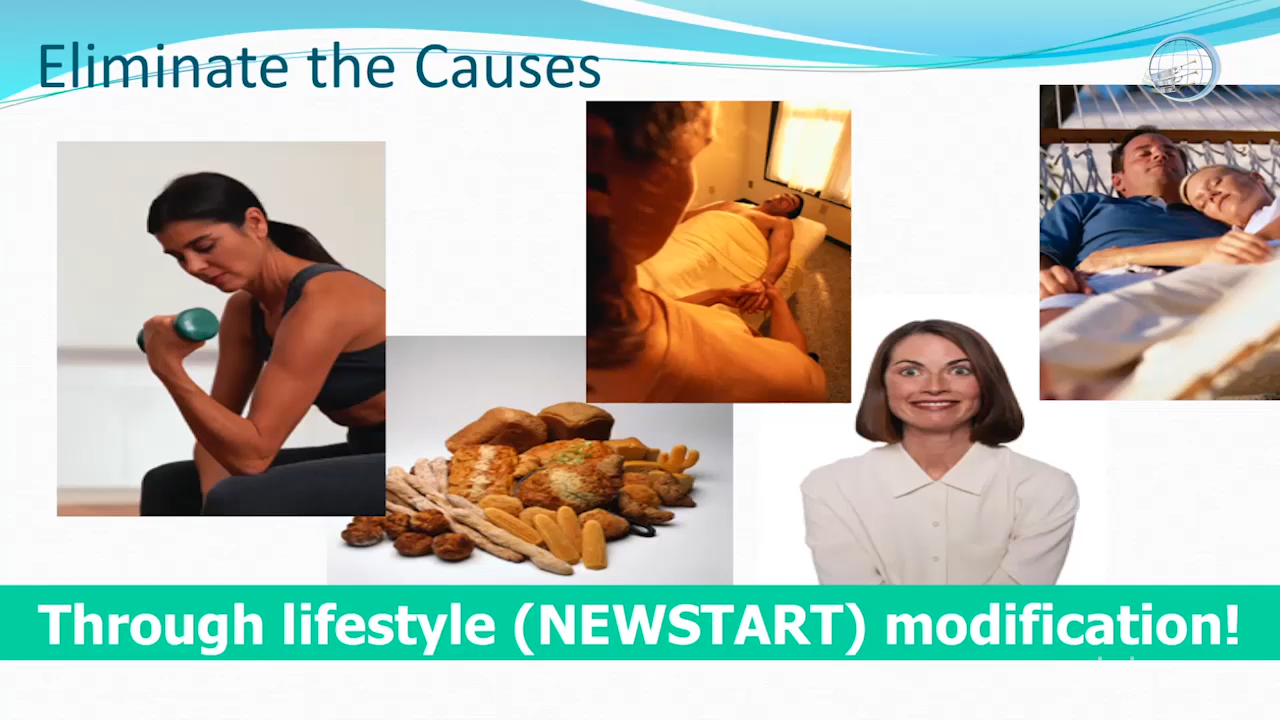 Eliminate the Causes
Through lifestyle (NEWSTART) modification!